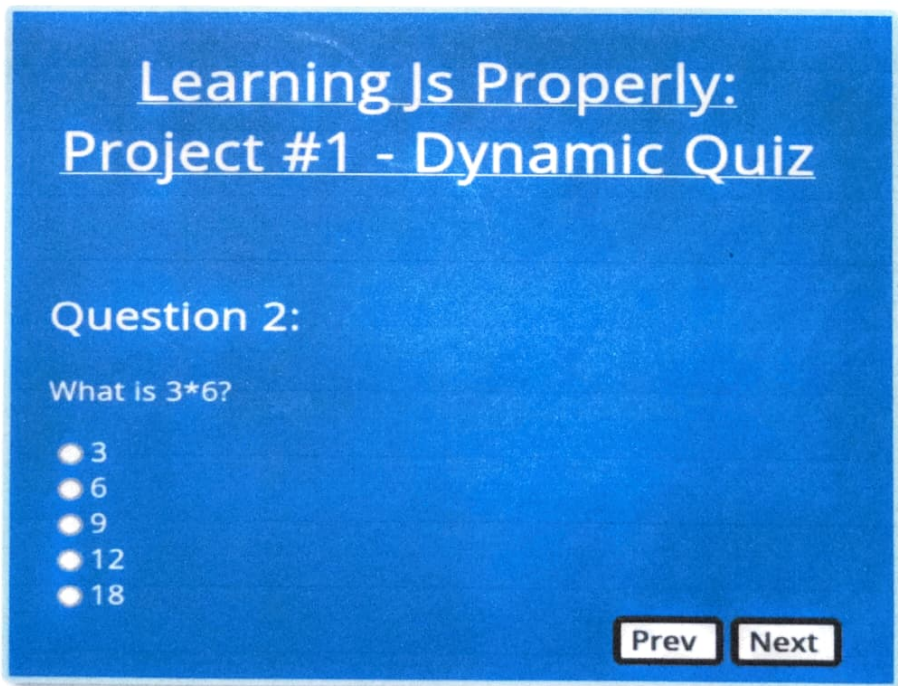 Learning Js Properly:
Project #1 - Dynamic Quiz
Question 2:
What is 3*6?
3
6
9
12
18
Prev Next